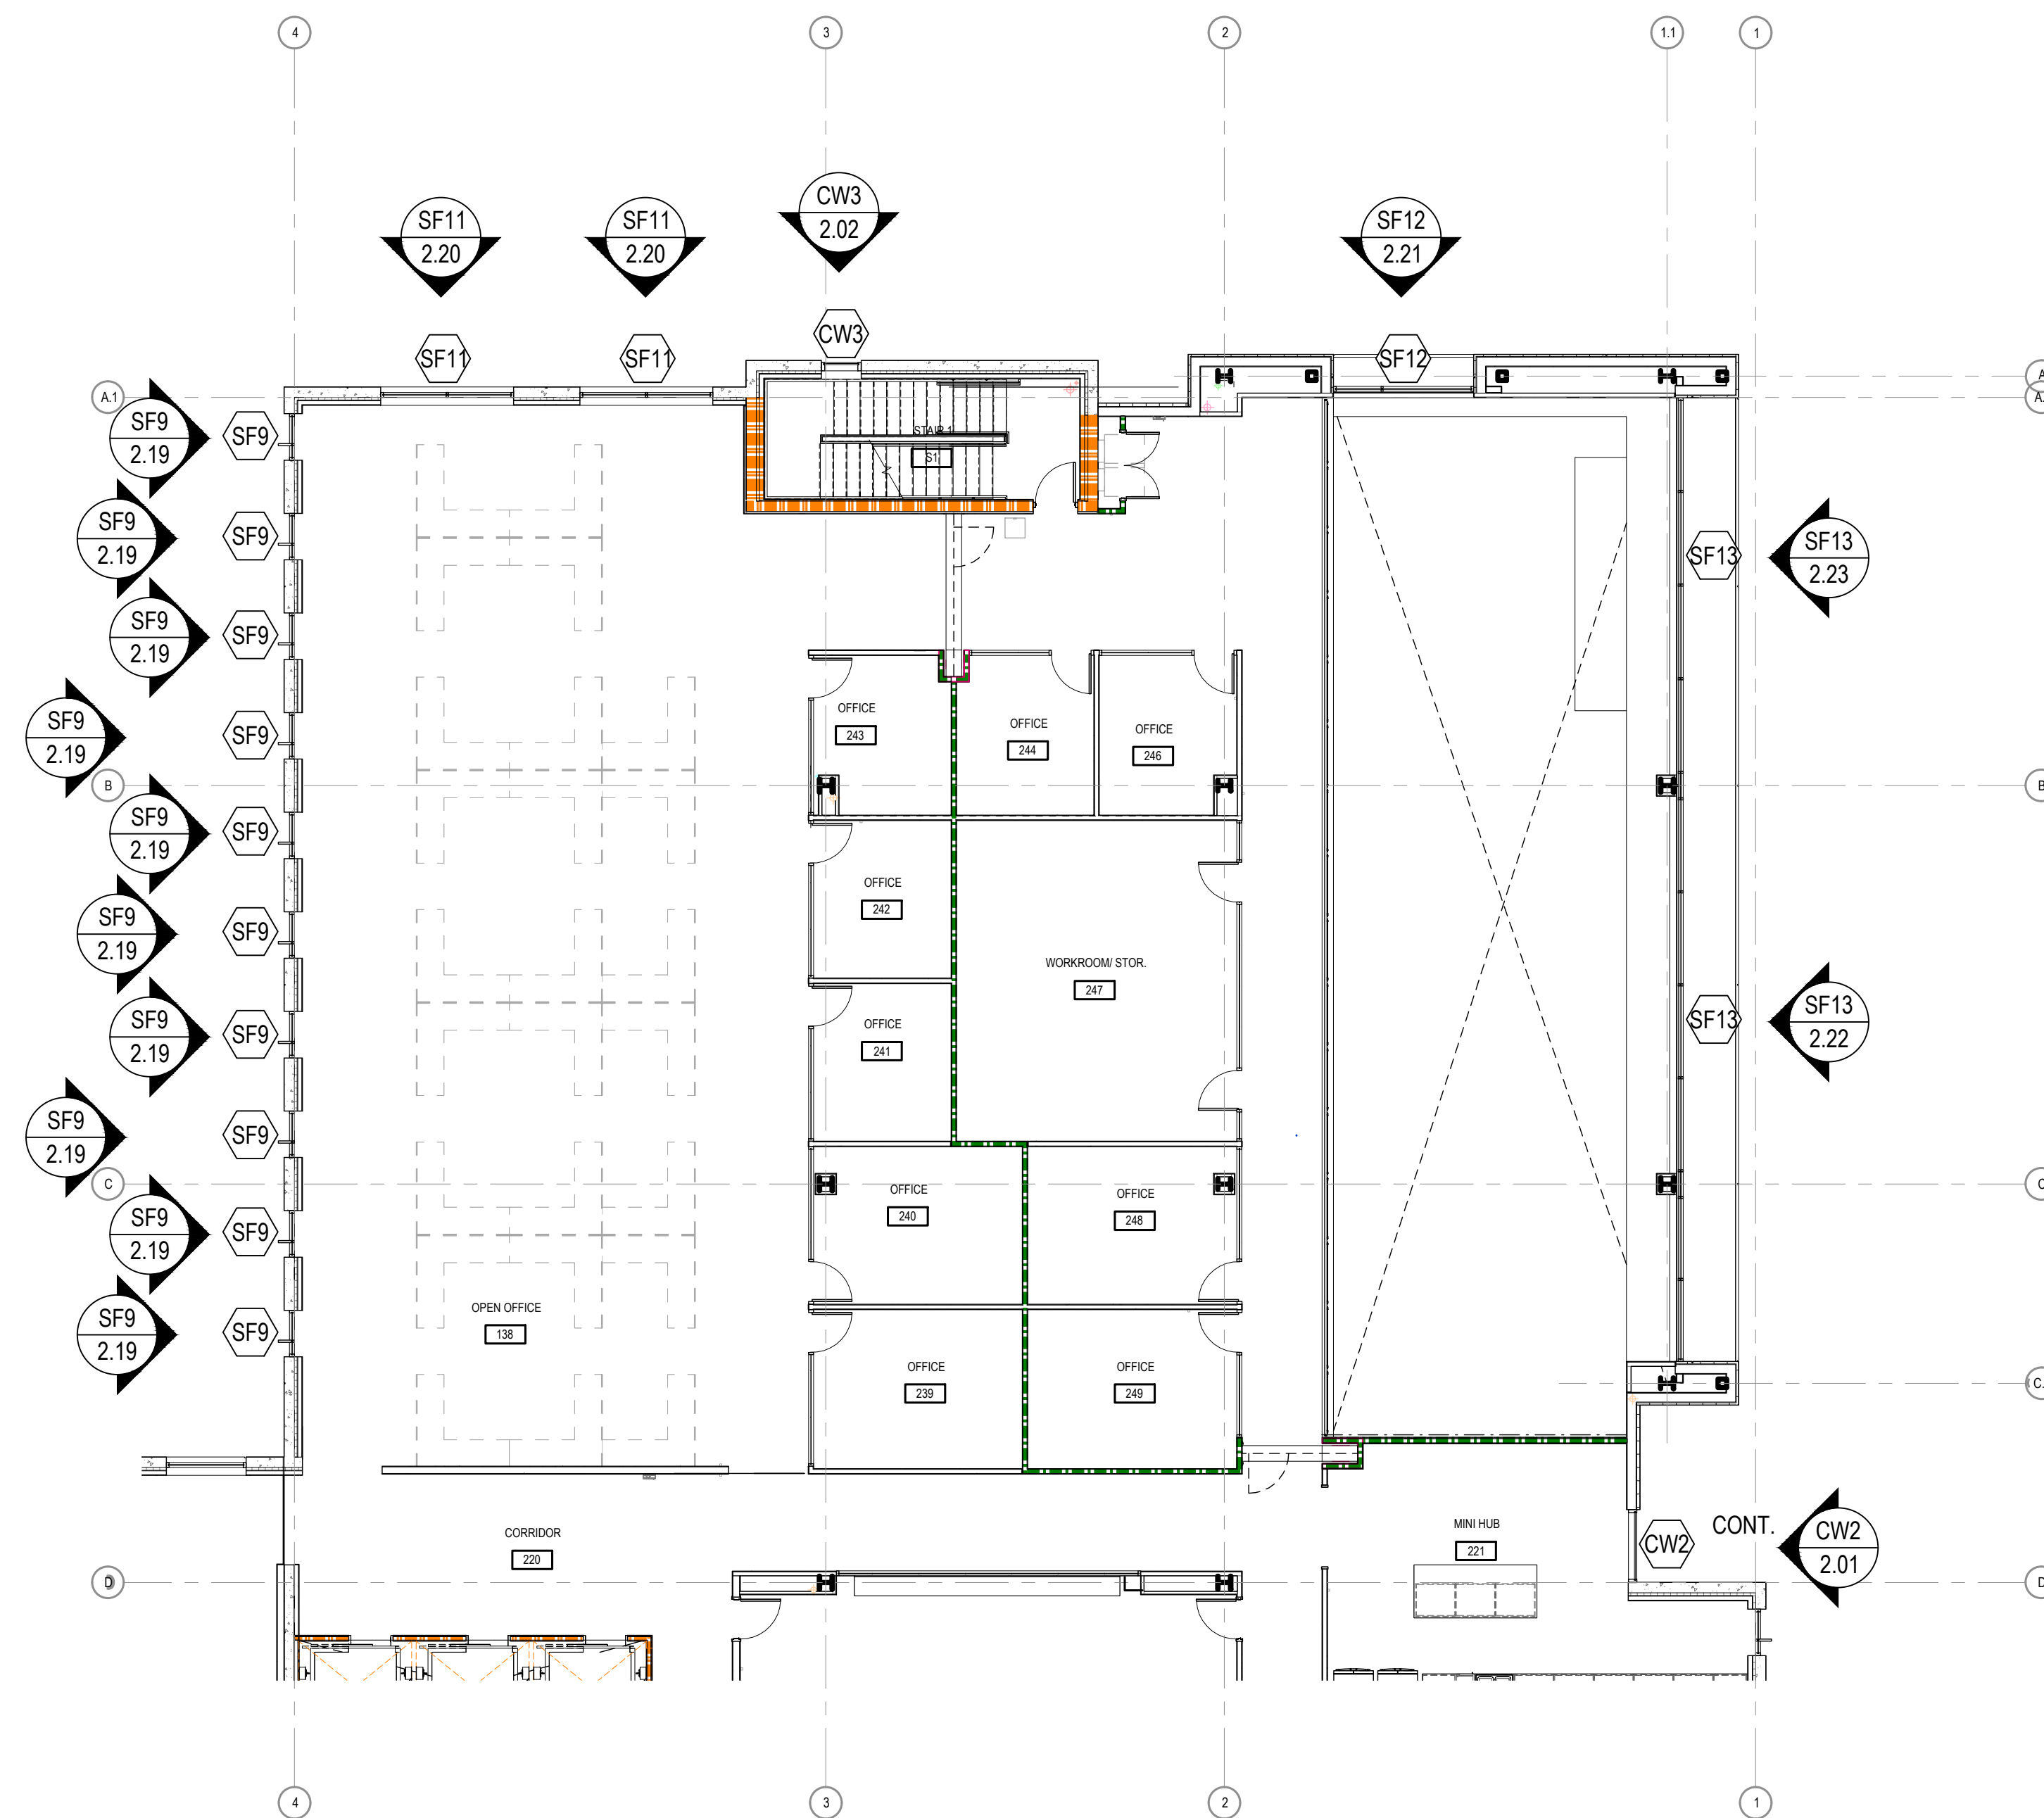 4
3
2
1.1
1
CW3
2.02
SF11
2.20
SF11
2.20
SF12
2.21
CW3
SF11
SF11
SF12
A
A.1
A.
SF9
2.19
SF9
STAIR 1
S1
SF9
2.19
SF9
SF13
SF13
2.23
SF9
2.19
SF9
OFFICE
243
OFFICE
244
OFFICE
246
SF9
2.19
SF9
B
B
SF9
2.19
SF9
OFFICE
242
SF9
2.19
SF9
WORKROOM/ STOR.
247
SF9
2.19
SF9
OFFICE
241
SF13
SF13
2.22
SF9
2.19
SF9
C
C
OFFICE
240
OFFICE
248
SF9
2.19
SF9
OPEN OFFICE
138
SF9
2.19
SF9
OFFICE
239
OFFICE
249
C.
CORRIDOR
220
MINI HUB
221
CW2
CONT.
CW2
2.01
D
D
4
3
2
1